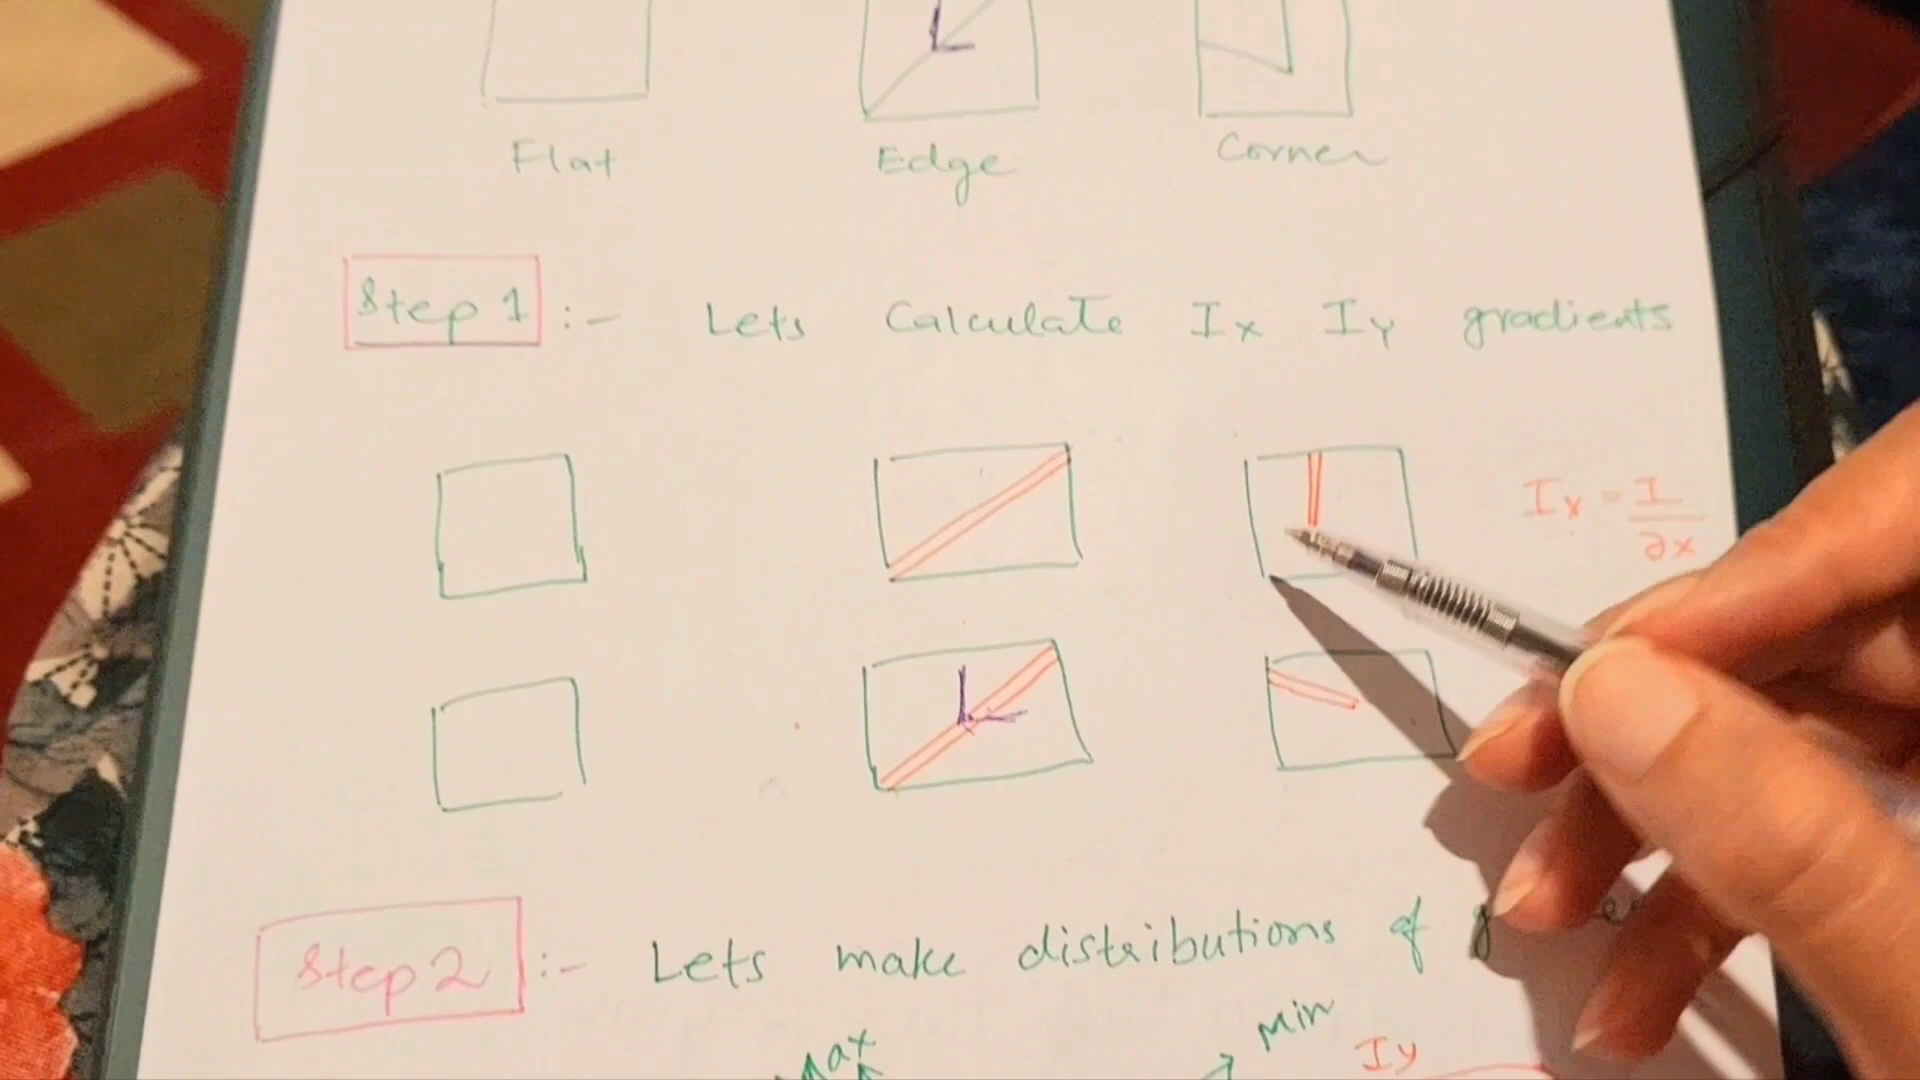 Flat Edge Corner
Step 1 :- Lets Calculate Ix Iy gradients
Ix = I
∂x
Step 2 :- Lets make distributions of
Max
Min
Iy